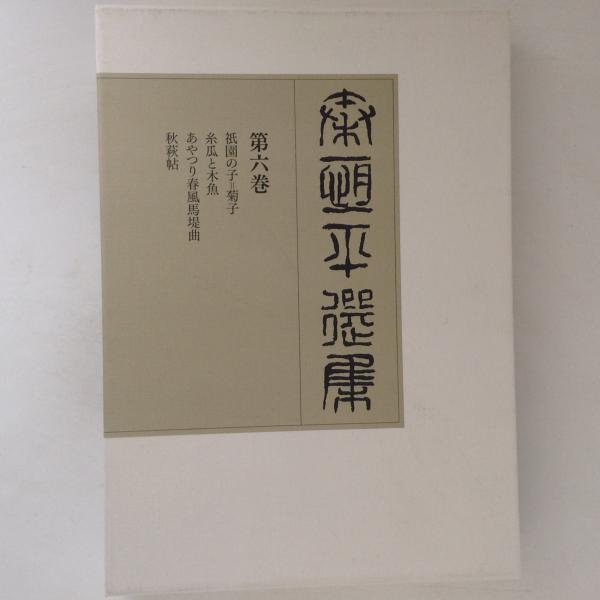 秦恒平選集
第六巻
祇園の子＝菊子
糸瓜と木魚
あやつり春風馬堤曲
秋萩帖